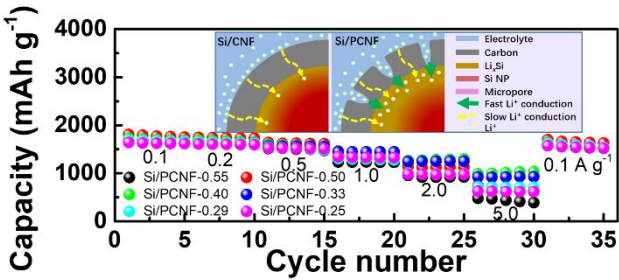 Capacity (mAh g⁻¹)
4000
3000
2000
1000
0
Si/CNF
Si/PCNF
Electrolyte
Carbon
LiₓSi
Si NP
Micropore
Fast Li⁺ conduction
Slow Li⁺ conduction
Li⁺
0.1
0.2
0.5
1.0
2.0
5.0
0.1 A g⁻¹
Si/PCNF-0.55
Si/PCNF-0.50
Si/PCNF-0.40
Si/PCNF-0.33
Si/PCNF-0.29
Si/PCNF-0.25
0 5 10 15 20 25 30 35
Cycle number